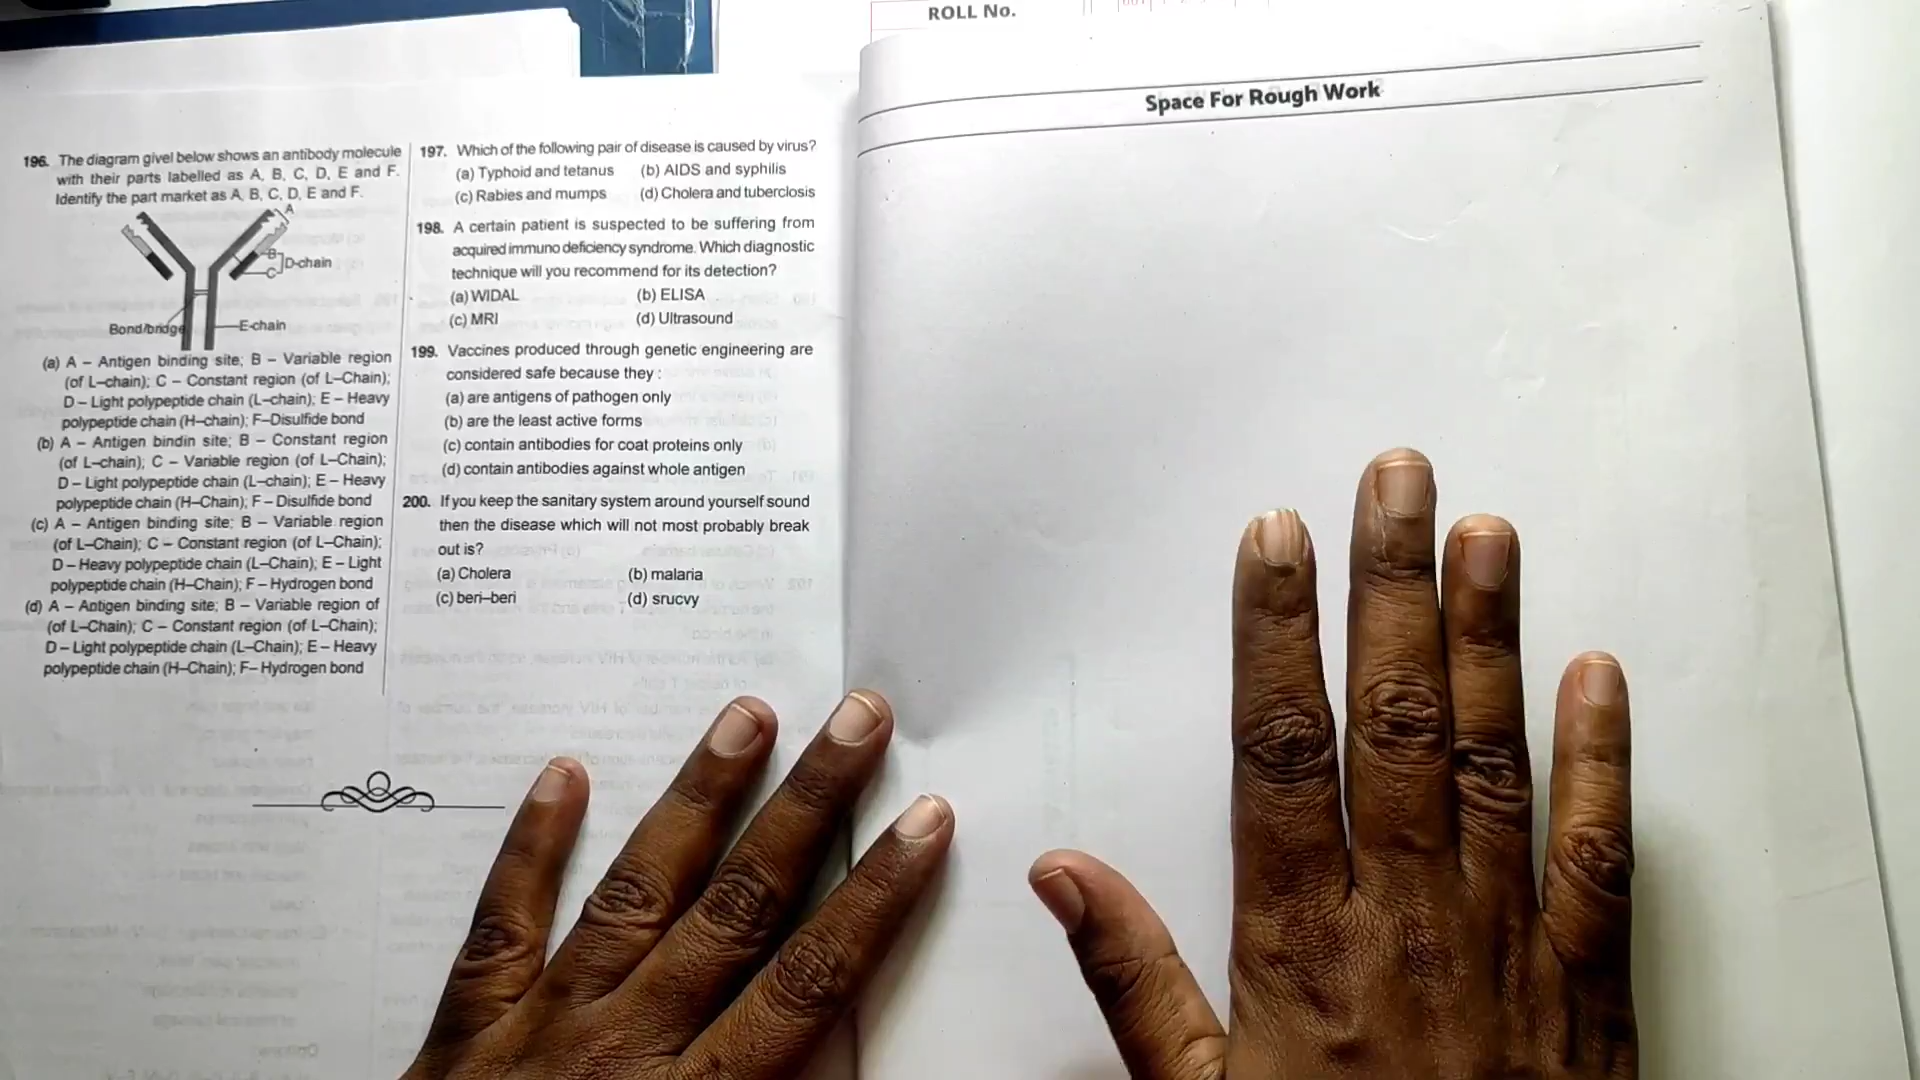 ROLL No.
196. The diagram givel below shows an antibody molecule
with their parts labelled as A, B, C, D, E and F.
Identify the part market as A, B, C, D, E and F.
A
B
C
D-chain
Bond/bridge
E-chain
(a) A – Antigen binding site; B – Variable region
(of L–chain); C – Constant region (of L–Chain);
D – Light polypeptide chain (L–chain); E – Heavy
polypeptide chain (H–chain); F–Disulfide bond
(b) A – Antigen bindin site; B – Constant region
(of L–chain); C – Variable region (of L–Chain);
D – Light polypeptide chain (L–chain); E – Heavy
polypeptide chain (H–Chain); F – Disulfide bond
(c) A – Antigen binding site; B – Variable region
(of L–Chain); C – Constant region (of L–Chain);
D – Heavy polypeptide chain (L–Chain); E – Light
polypeptide chain (H–Chain); F – Hydrogen bond
(d) A – Antigen binding site; B – Variable region of
(of L–Chain); C – Constant region (of L–Chain);
D – Light polypeptide chain (L–Chain); E – Heavy
polypeptide chain (H–Chain); F– Hydrogen bond
197. Which of the following pair of disease is caused by virus?
(a) Typhoid and tetanus (b) AIDS and syphilis
(c) Rabies and mumps (d) Cholera and tuberclosis
198. A certain patient is suspected to be suffering from
acquired immuno deficiency syndrome. Which diagnostic
technique will you recommend for its detection?
(a) WIDAL (b) ELISA
(c) MRI (d) Ultrasound
199. Vaccines produced through genetic engineering are
considered safe because they :
(a) are antigens of pathogen only
(b) are the least active forms
(c) contain antibodies for coat proteins only
(d) contain antibodies against whole antigen
200. If you keep the sanitary system around yourself sound
then the disease which will not most probably break
out is?
(a) Cholera (b) malaria
(c) beri–beri (d) srucvy
Space For Rough Work